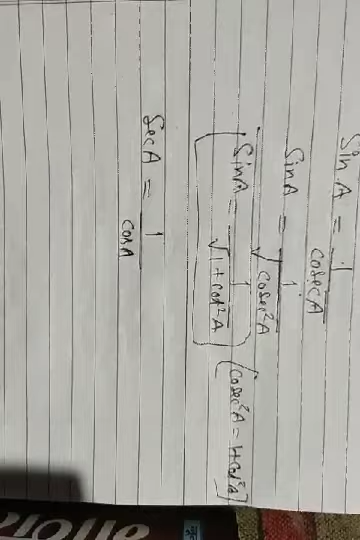 Sin A = 1/cosecA
SinA = 1/√cosec²A
SinA = 1/√1+cot²A [cosec²A = 1+cot²A]
SecA = 1/cosA